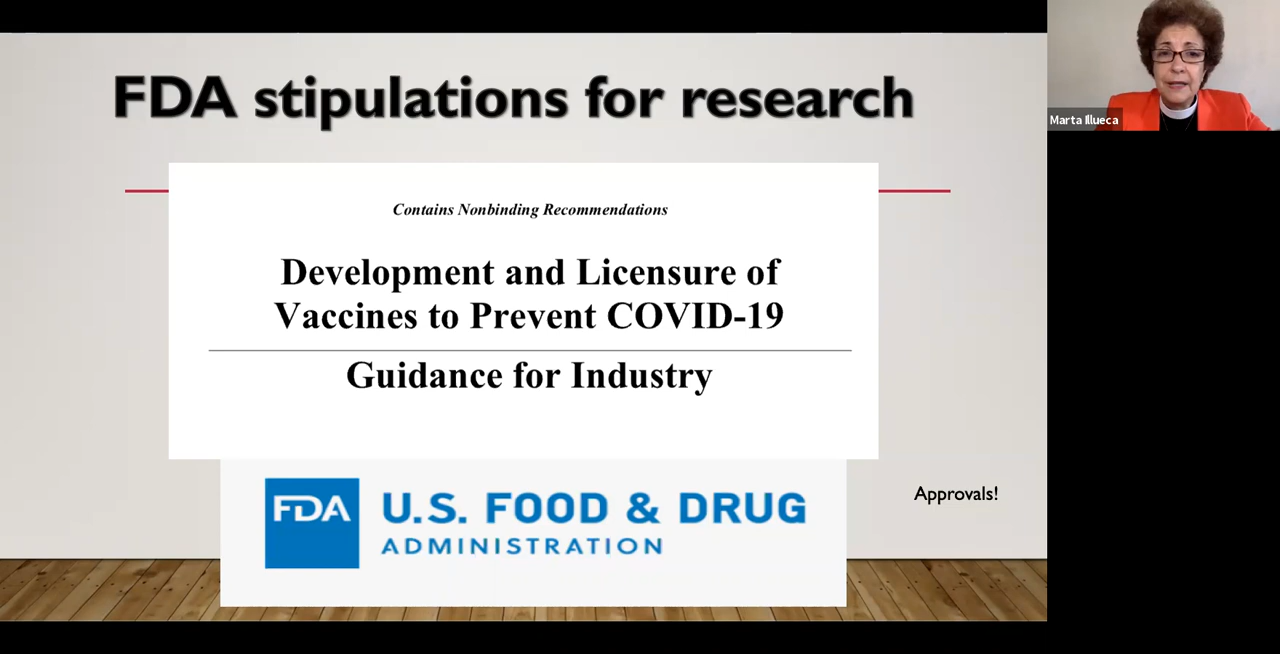 FDA stipulations for research
Contains Nonbinding Recommendations
Development and Licensure of
Vaccines to Prevent COVID-19
Guidance for Industry
FDA U.S. FOOD & DRUG
ADMINISTRATION
Approvals!
Marta Illueca